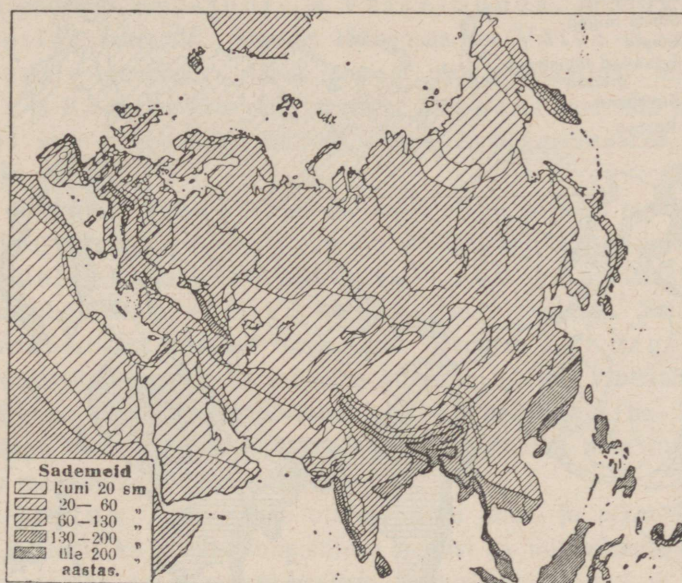 Sademeid
kuni 20 sm
20—60 „
60—130 „
130—200 „
üle 200 „
aastas.